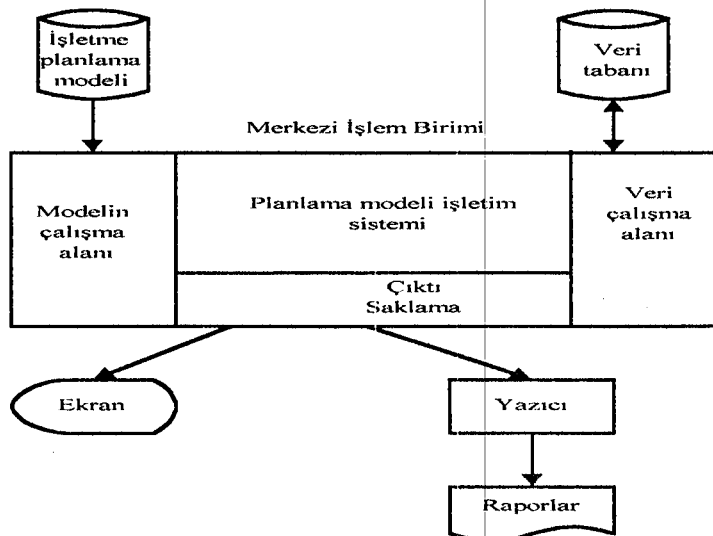 İşletme
planlama
modeli
Veri
tabanı
Merkezi İşlem Birimi
Modelin
çalışma
alanı
Planlama modeli işletim
sistemi
Veri
çalışma
alanı
Çıktı
Saklama
Ekran
Yazıcı
Raporlar